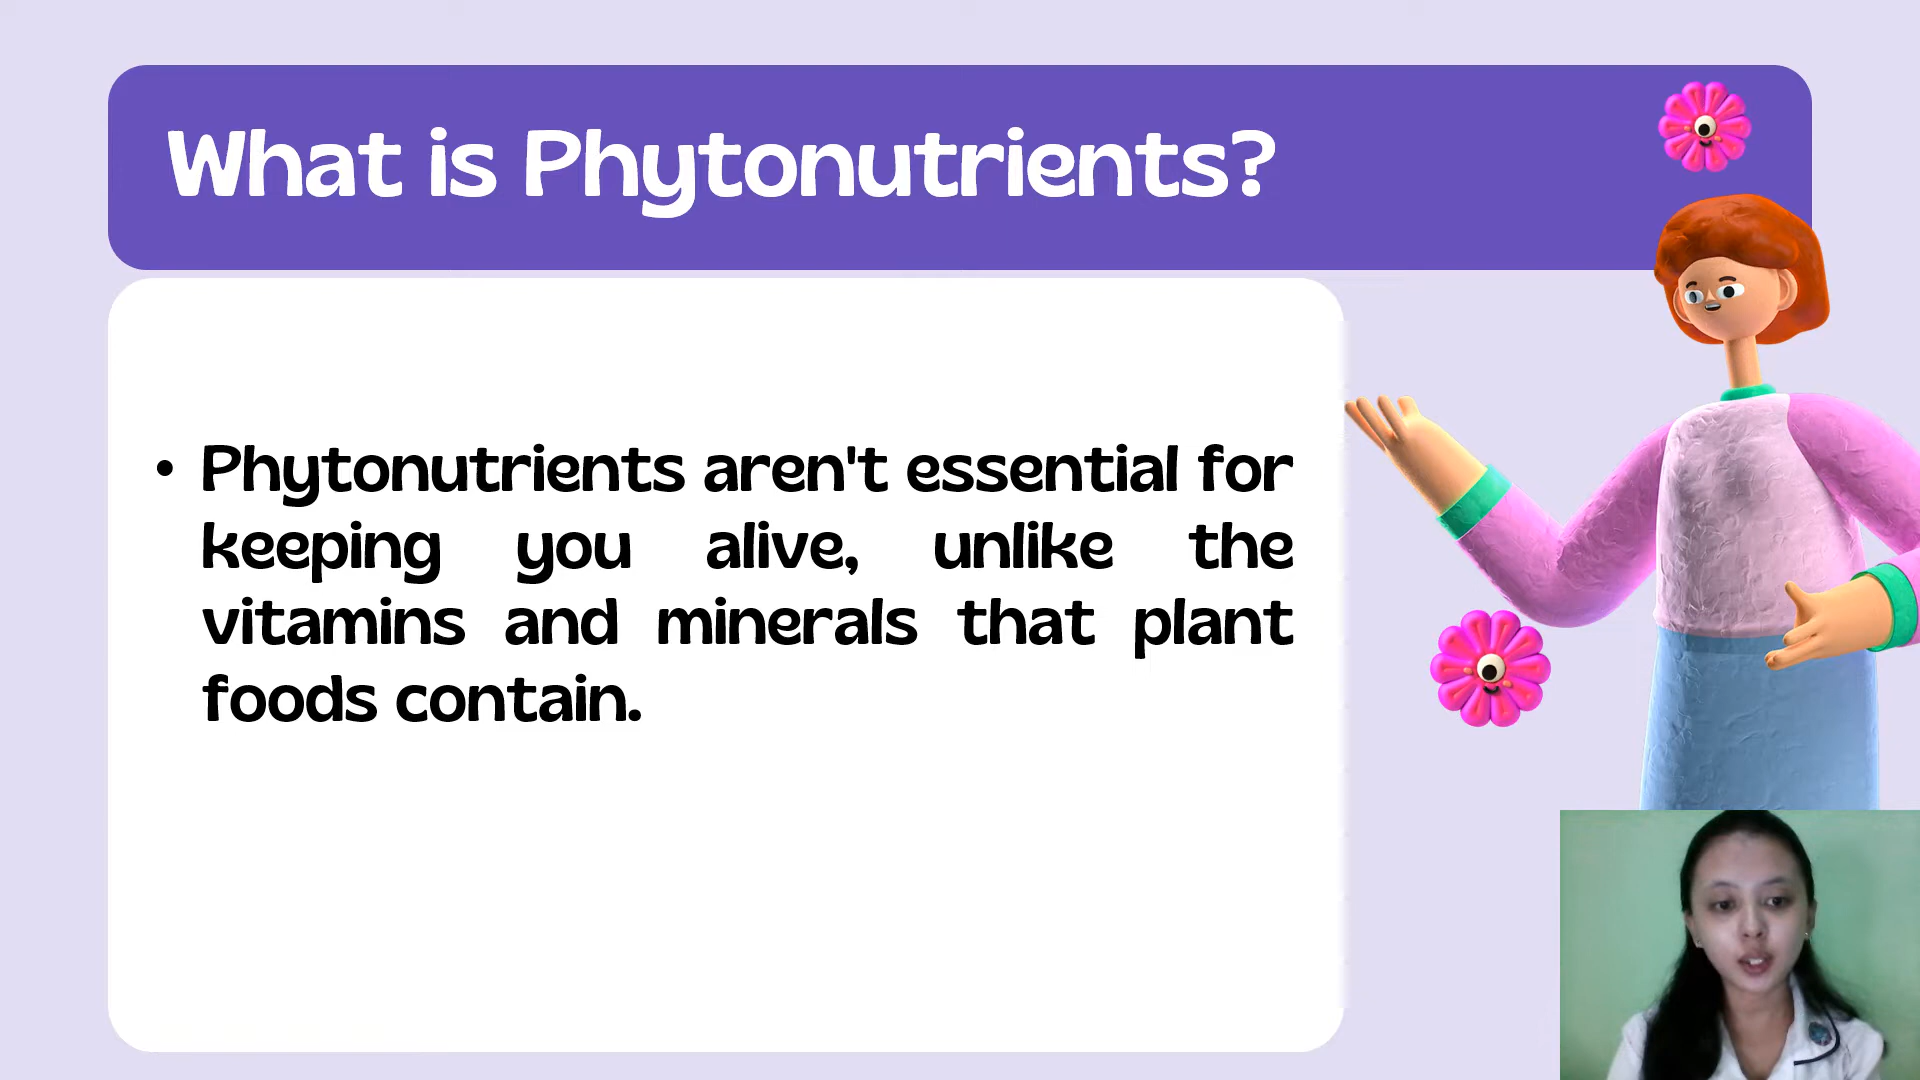 What is Phytonutrients?
• Phytonutrients aren't essential for
keeping you alive, unlike the
vitamins and minerals that plant
foods contain.